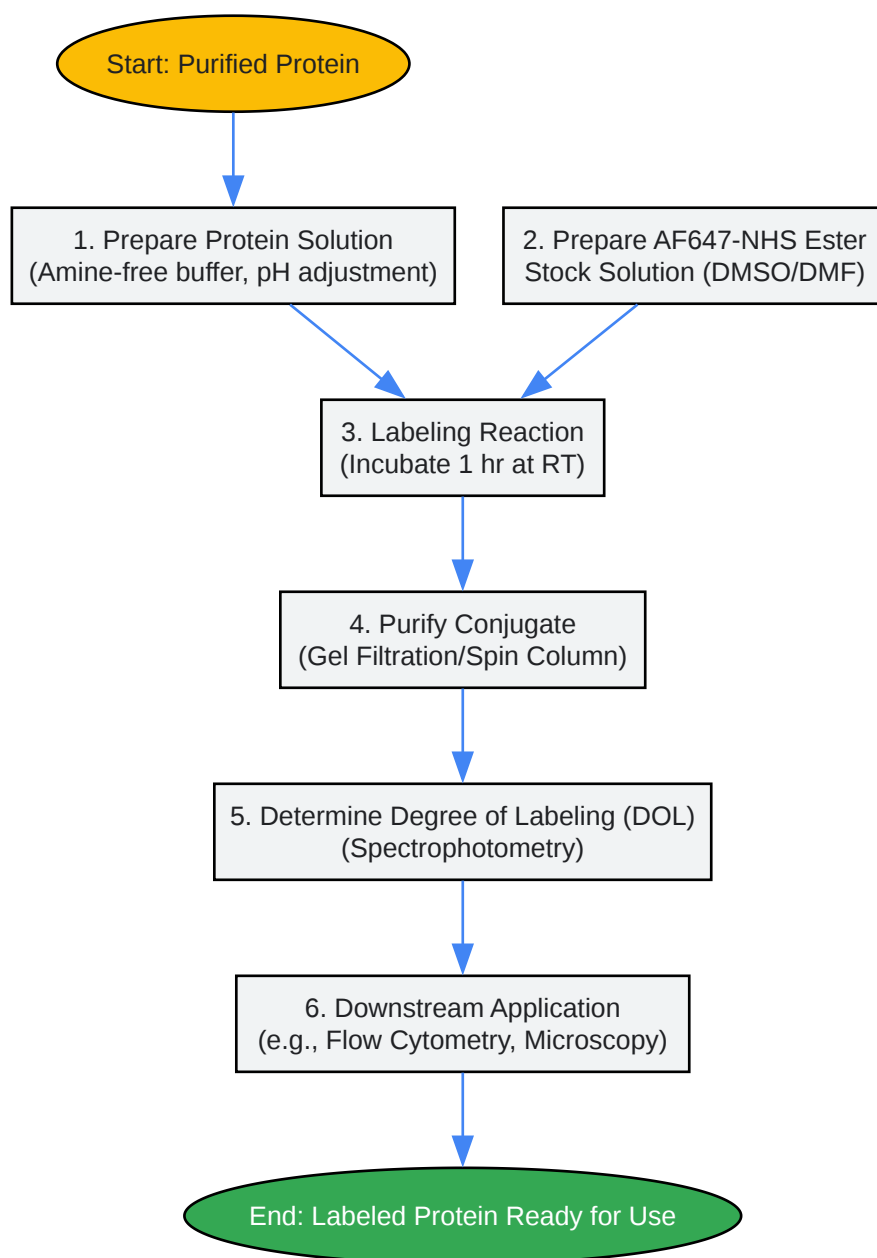 Start: Purified Protein
1. Prepare Protein Solution
(Amine-free buffer, pH adjustment)
2. Prepare AF647-NHS Ester
Stock Solution (DMSO/DMF)
3. Labeling Reaction
(Incubate 1 hr at RT)
4. Purify Conjugate
(Gel Filtration/Spin Column)
5. Determine Degree of Labeling (DOL)
(Spectrophotometry)
6. Downstream Application
(e.g., Flow Cytometry, Microscopy)
End: Labeled Protein Ready for Use